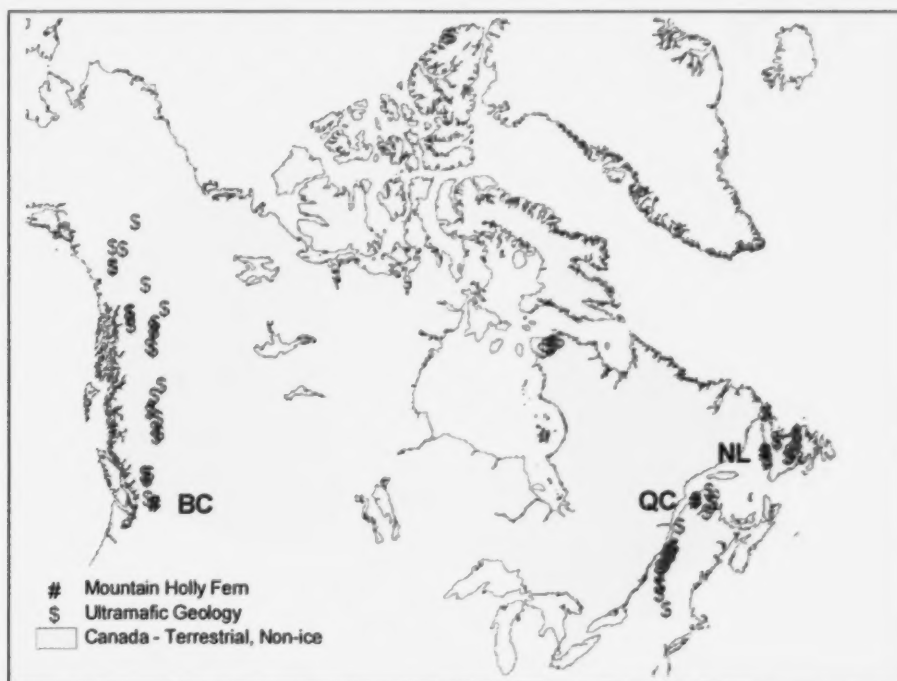 NL
QC
BC
# Mountain Holly Fern
$ Ultramafic Geology
Canada - Terrestrial, Non-ice